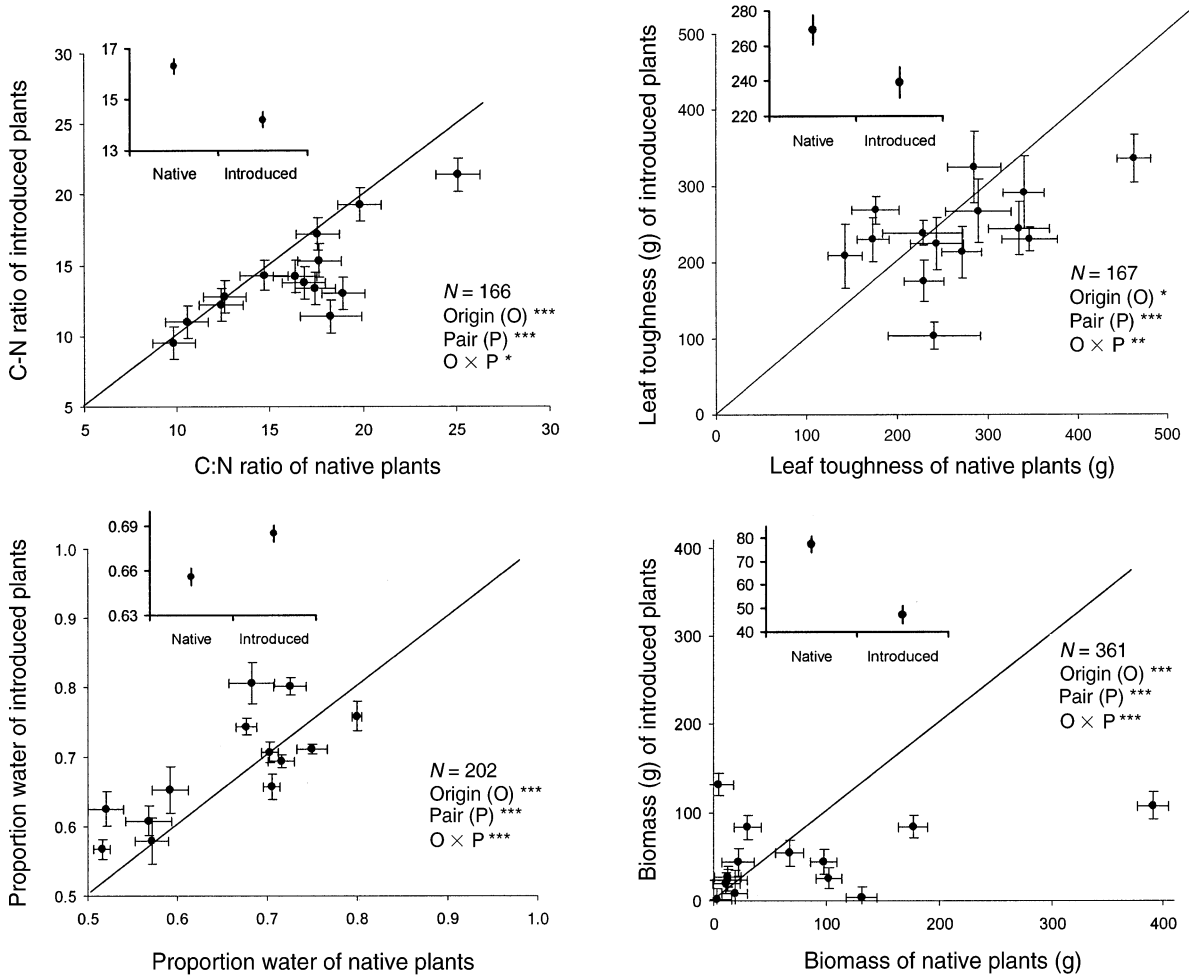 17
15
13
Native
Introduced
30
25
20
15
10
5
C-N ratio of introduced plants
N = 166
Origin (O) ***
Pair (P) ***
O × P *
5
10
15
20
25
30
C:N ratio of native plants
280
260
240
220
Native
Introduced
500
400
300
200
100
0
Leaf toughness (g) of introduced plants
N = 167
Origin (O) *
Pair (P) ***
O × P **
0
100
200
300
400
500
Leaf toughness of native plants (g)
0.69
0.66
0.63
Native
Introduced
1.0
0.9
0.8
0.7
0.6
0.5
Proportion water of introduced plants
N = 202
Origin (O) ***
Pair (P) ***
O × P ***
0.5
0.6
0.7
0.8
0.9
1.0
Proportion water of native plants
80
70
60
50
40
Native
Introduced
400
300
200
100
0
Biomass (g) of introduced plants
N = 361
Origin (O) ***
Pair (P) ***
O × P ***
0
100
200
300
400
Biomass of native plants (g)